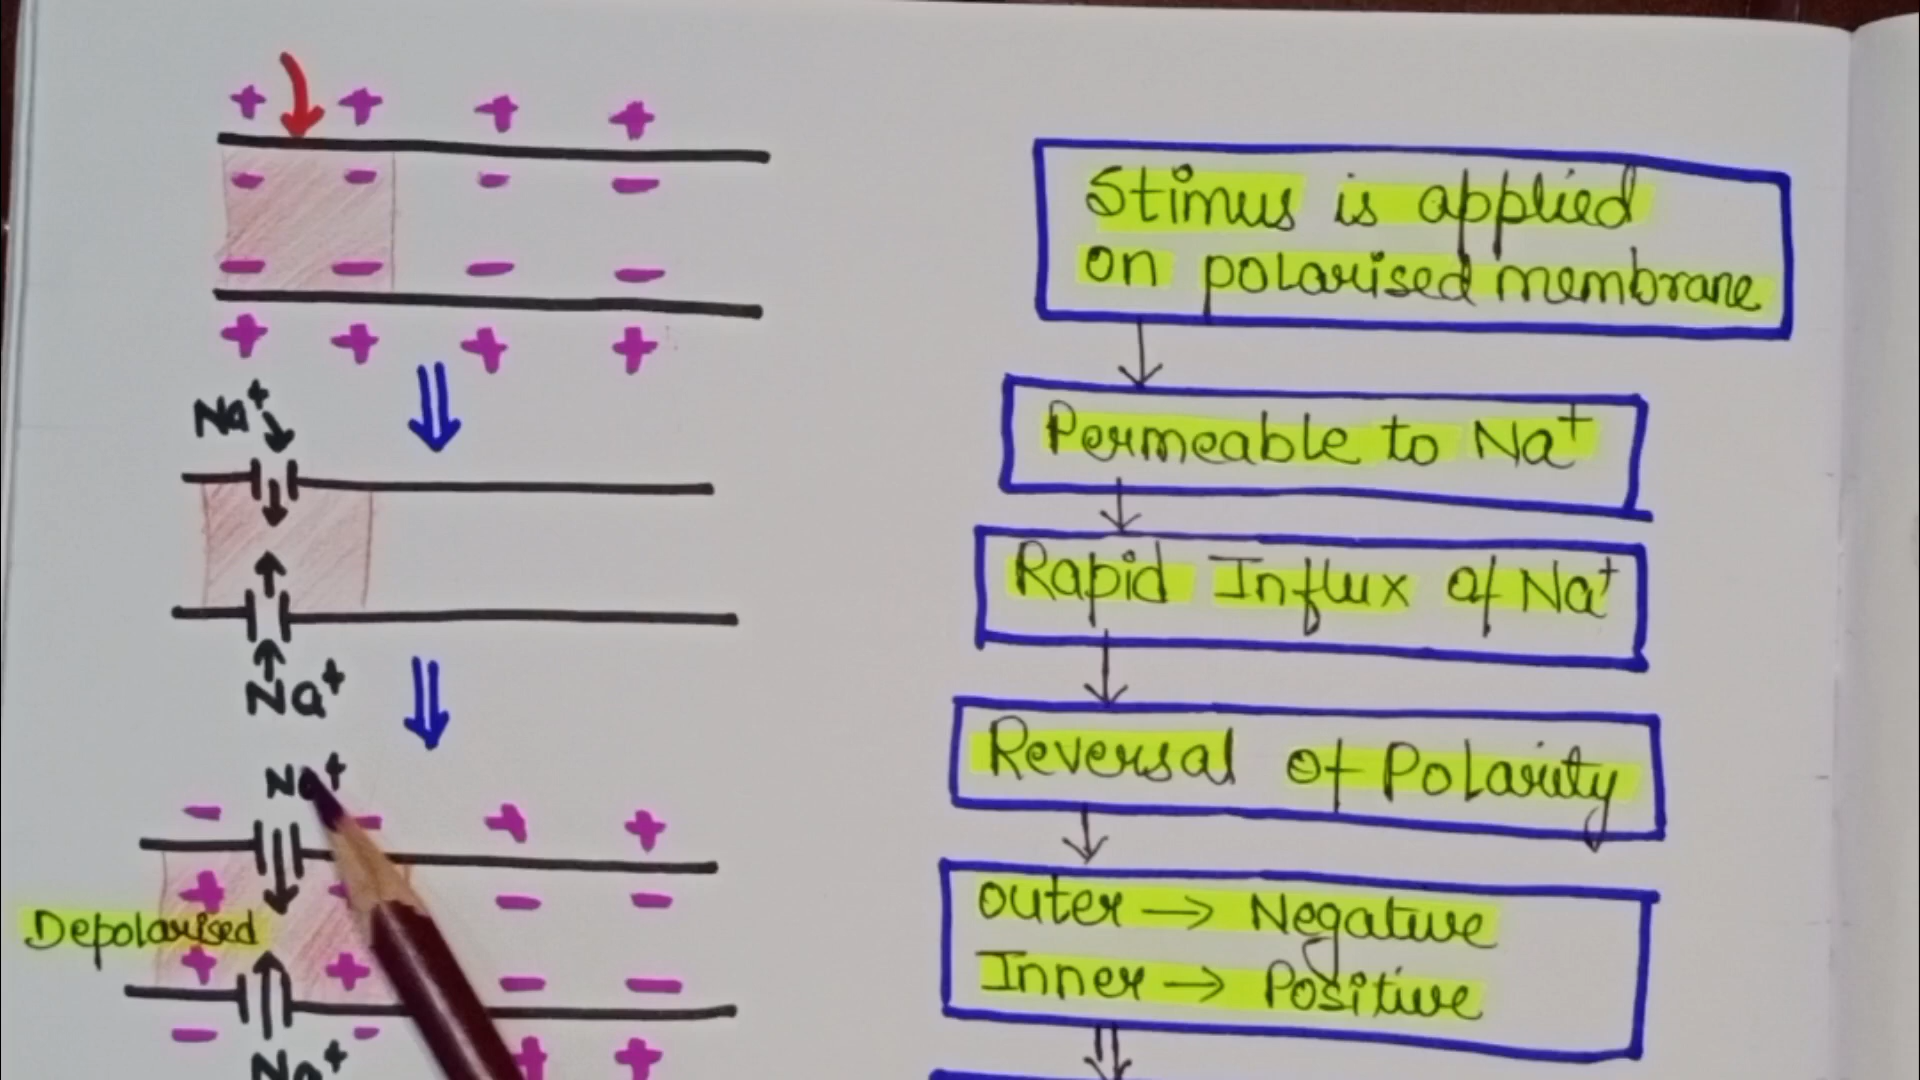 + + + +
- - - -
- - - -
+ + + +
Na+
Na+
Na+
- - + +
+ - -
Depolarised
+ + - -
- - + +
Na+
Stimus is applied
on polarised membrane
Permeable to Na+
Rapid Influx of Na+
Reversal of Polarity
outer → Negative
Inner → Positive